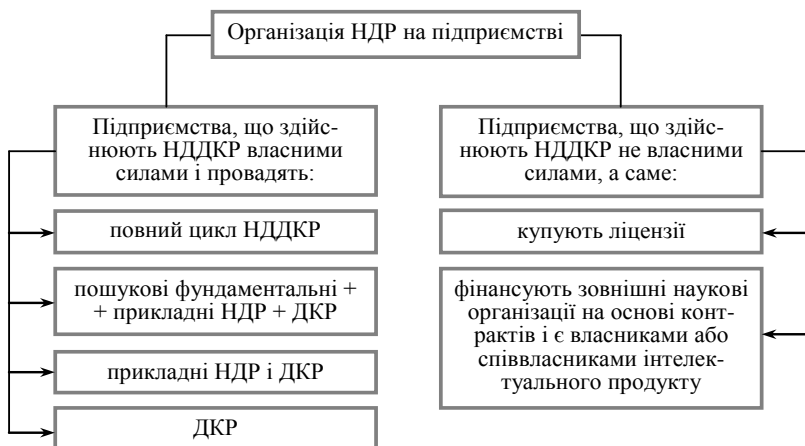 Організація НДР на підприємстві
Підприємства, що здійс-
нюють НДДКР власними
силами і провадять:
повний цикл НДДКР
пошукові фундаментальні +
+ прикладні НДР + ДКР
прикладні НДР і ДКР
ДКР
Підприємства, що здійс-
нюють НДДКР не власними
силами, а саме:
купують ліцензії
фінансують зовнішні наукові
організації на основі конт-
рактів і є власниками або
співвласниками інтелек-
туального продукту